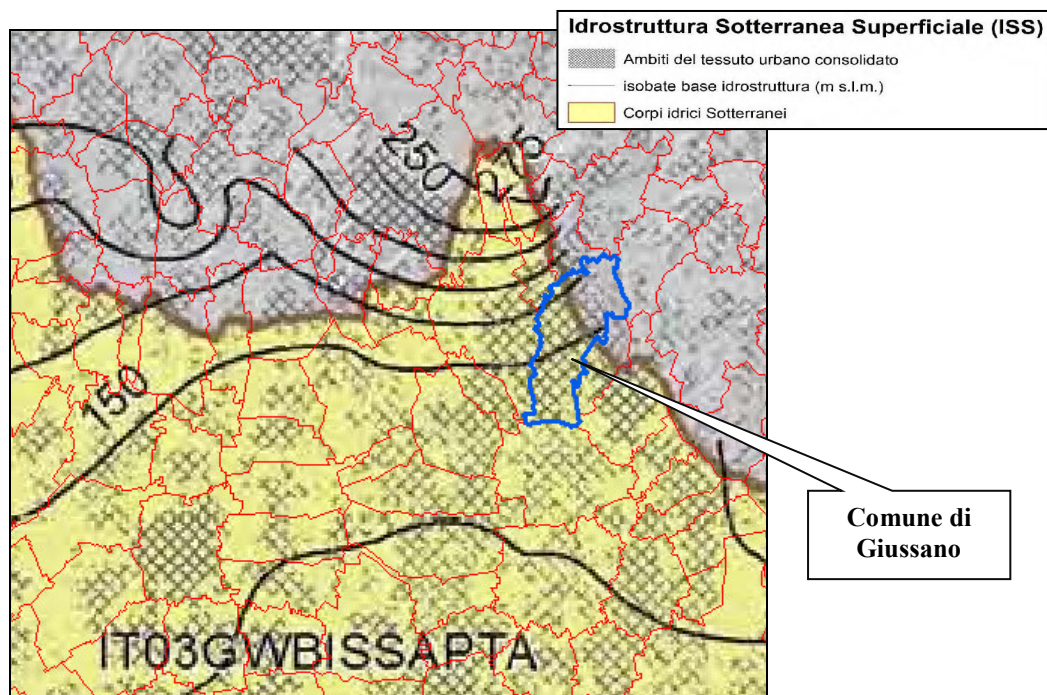 Idrostruttura Sotterranea Superficiale (ISS)
Ambiti del tessuto urbano consolidato
isobate base idrostruttura (m s.l.m.)
Corpi idrici Sotterranei
250
150
Comune di
Giussano
IT03GWBISSAPTA